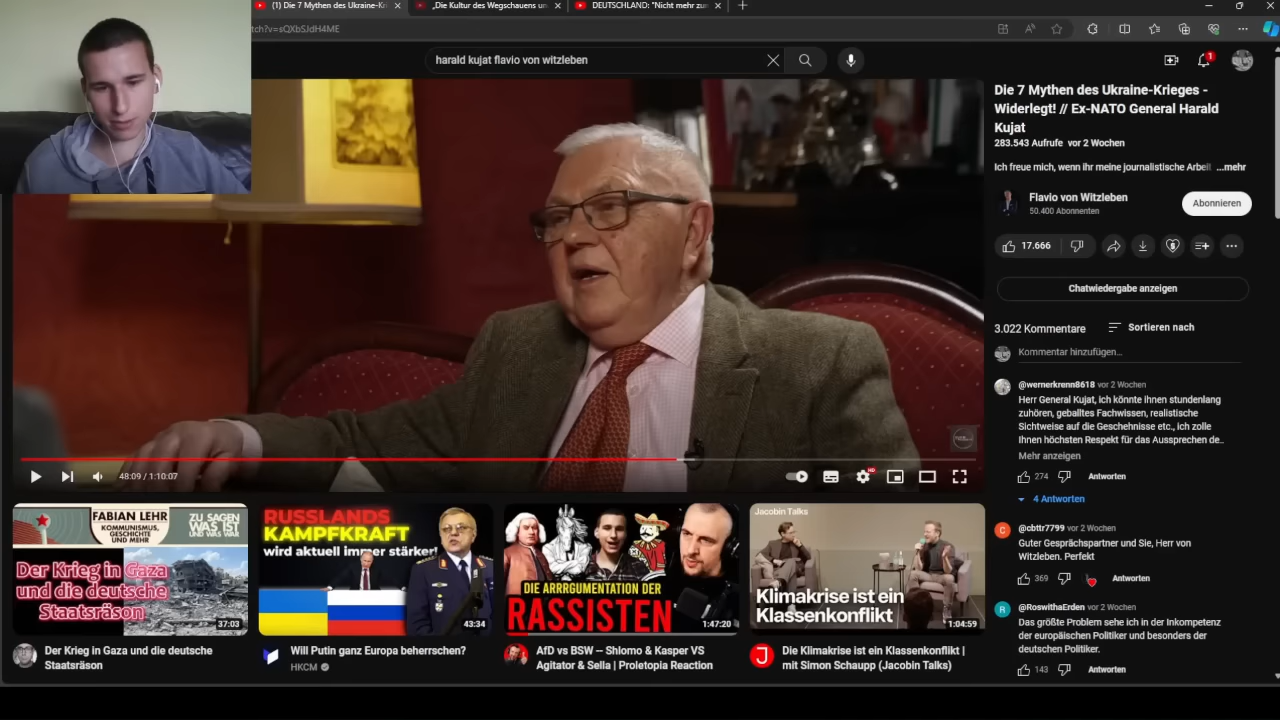 (1) Die 7 Mythen des Ukraine-Kr
„Die Kultur des Wegschauens un
DEUTSCHLAND: "Nicht mehr zu
tch?v=sQXbSJdH4ME
harald kujat flavio von witzleben
1
Die 7 Mythen des Ukraine-Krieges -
Widerlegt! // Ex-NATO General Harald
Kujat
283.543 Aufrufe vor 2 Wochen
Ich freue mich, wenn Ihr meine journalistische Arbeit ...mehr
Flavio von Witzleben
50.400 Abonnenten
Abonnieren
17.666
Chatwiedergabe anzeigen
3.022 Kommentare
Sortieren nach
Kommentar hinzufügen...
@wernerkrenn8618 vor 2 Wochen
Herr General Kujat, ich könnte ihnen stundenlang
zuhören, geballtes Fachwissen, realistische
Sichtweise auf die Geschehnisse etc., ich zolle
Ihnen höchsten Respekt für das Aussprechen de..
Mehr anzeigen
274
Antworten
4 Antworten
C
@cbttr7799 vor 2 Wochen
Guter Gesprächspartner und Sie, Herr von
Witzleben. Perfekt
369
Antworten
R
@RoswithaErden vor 2 Wochen
Das größte Problem sehe ich in der Inkompetenz
der europäischen Politiker und besonders der
deutschen Politiker.
143
Antworten
48:09 / 1:10:07
HD
FABIAN LEHR
KOMMUNISMUS,
GESCHICHTE
UND MEHR
ZU SAGEN
WAS IST
UND WAS WAR
Der Krieg in Gaza
und die deutsche
Staatsräson
37:03
Der Krieg in Gaza und die deutsche
Staatsräson
RUSSLANDS
KAMPFKRAFT
wird aktuell immer stärker!
43:34
Will Putin ganz Europa beherrschen?
HKCM
DIE ARRRGUMENTATION DER
RASSISTEN
1:47:20
AfD vs BSW – Shlomo & Kasper VS
Agitator & Sella | Proletopia Reaction
Jacobin Talks
Klimakrise ist ein
Klassenkonflikt
1:04:59
J
Die Klimakrise ist ein Klassenkonflikt |
mit Simon Schaupp (Jacobin Talks)